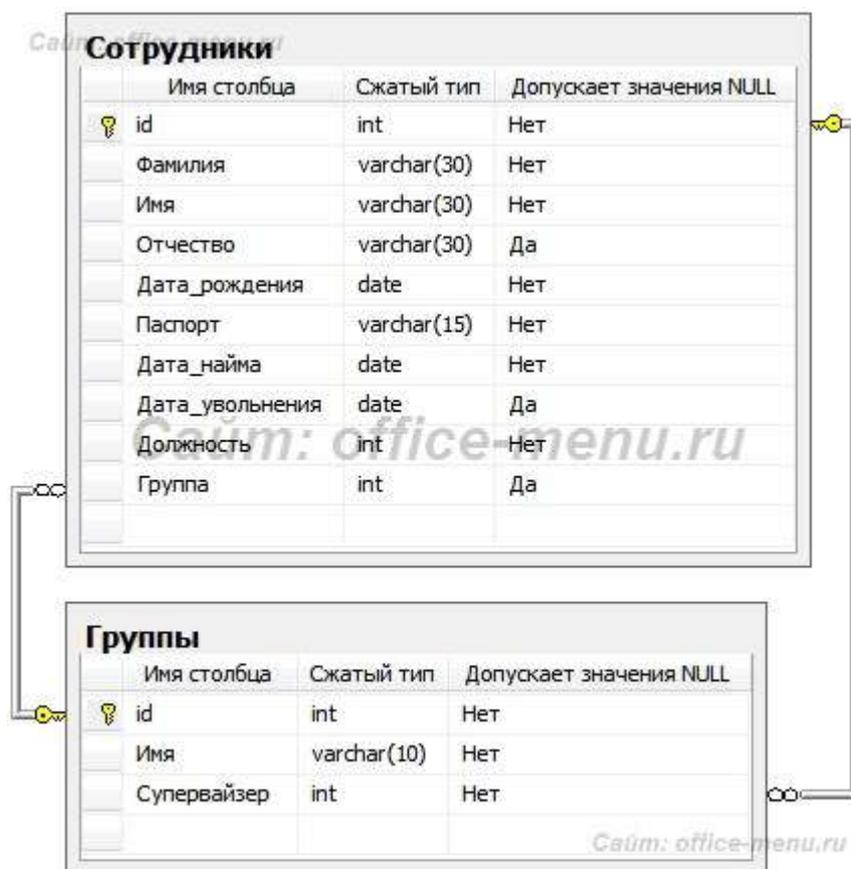 Сайт: office-menu.ru
Сотрудники
Имя столбца Сжатый тип Допускает значения NULL
id int Нет
Фамилия varchar(30) Нет
Имя varchar(30) Нет
Отчество varchar(30) Да
Дата_рождения date Нет
Паспорт varchar(15) Нет
Дата_найма date Нет
Дата_увольнения date Да
Сайт: office-menu.ru
Должность int Нет
Группа int Да
Группы
Имя столбца Сжатый тип Допускает значения NULL
id int Нет
Имя varchar(10) Нет
Супервайзер int Нет
Сайт: office-menu.ru